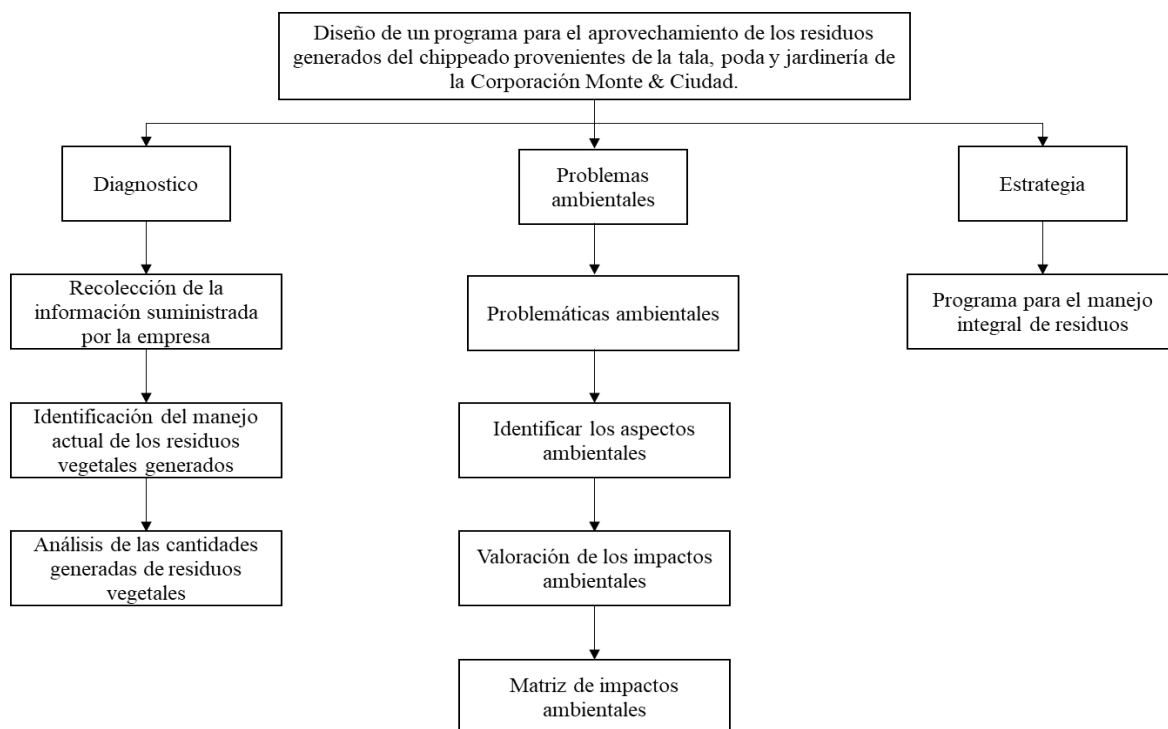 Diseño de un programa para el aprovechamiento de los residuos
generados del chippeado provenientes de la tala, poda y jardinería de
la Corporación Monte & Ciudad.
Diagnostico
Problemas
ambientales
Estrategia
Recolección de la
información suministrada
por la empresa
Problemáticas ambientales
Programa para el manejo
integral de residuos
Identificación del manejo
actual de los residuos
vegetales generados
Identificar los aspectos
ambientales
Análisis de las cantidades
generadas de residuos
vegetales
Valoración de los impactos
ambientales
Matriz de impactos
ambientales